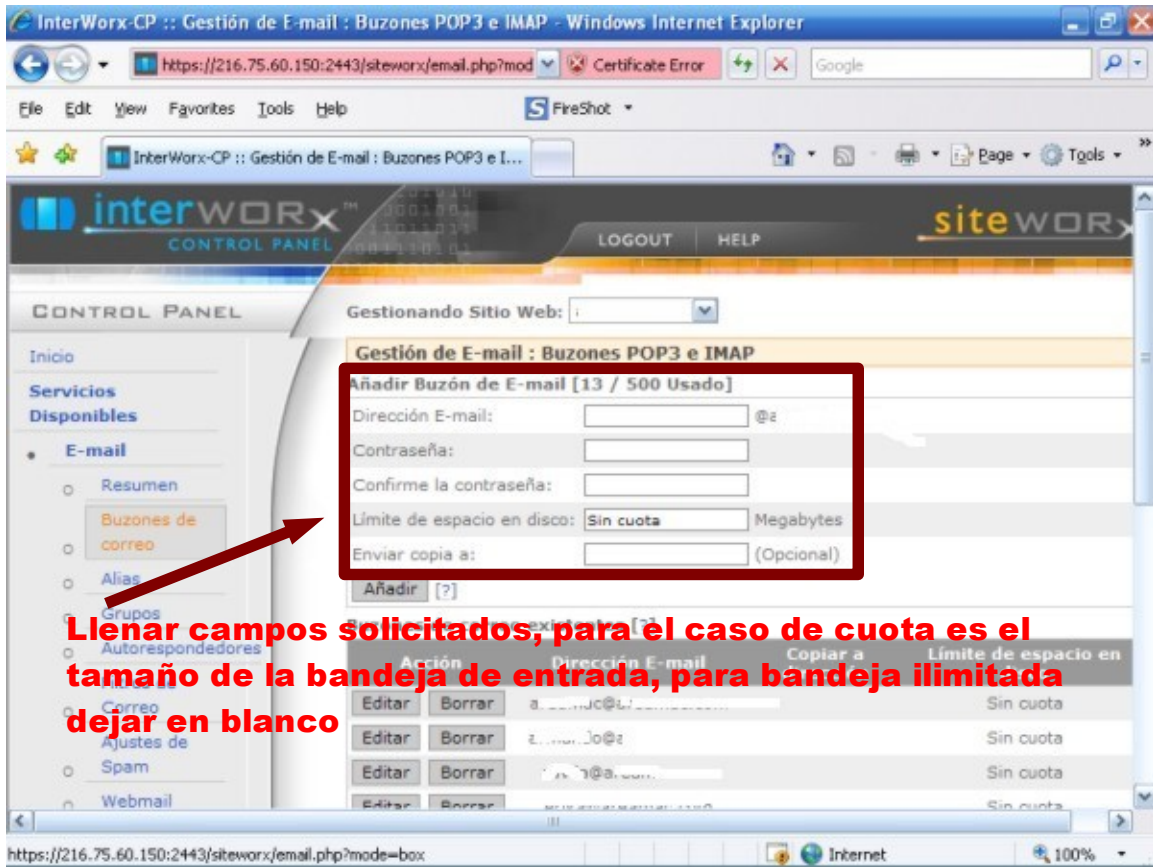 InterWorx-CP :: Gestión de E-mail : Buzones POP3 e IMAP - Windows Internet Explorer
https://216.75.60.150:2443/siteworx/email.php?mod
Certificate Error
Google
File Edit View Favorites Tools Help
FireShot
InterWorx-CP :: Gestión de E-mail : Buzones POP3 e I...
Page
Tools
interworx™
CONTROL PANEL
LOGOUT
HELP
siteworx
CONTROL PANEL
Gestionando Sitio Web:
Inicio
Gestión de E-mail : Buzones POP3 e IMAP
Servicios
Disponibles
Añadir Buzón de E-mail [13 / 500 Usado]
Dirección E-mail:
E-mail
Contraseña:
Resumen
Confirme la contraseña:
Buzones de
correo
Límite de espacio en disco: Sin cuota Megabytes
Enviar copia a: (Opcional)
Alias
Añadir [?]
Grupos
Llenar campos solicitados, para el caso de cuota es el
tamaño de la bandeja de entrada, para bandeja ilimitada
dejar en blanco
Autorespondedores
Acción Dirección E-mail Copiar a Límite de espacio en
Correo
Editar Borrar Sin cuota
Ajustes de
Spam
Editar Borrar Sin cuota
Editar Borrar Sin cuota
Webmail
Editar Borrar Sin cuota
https://216.75.60.150:2443/siteworx/email.php?mode=box
Internet
100%